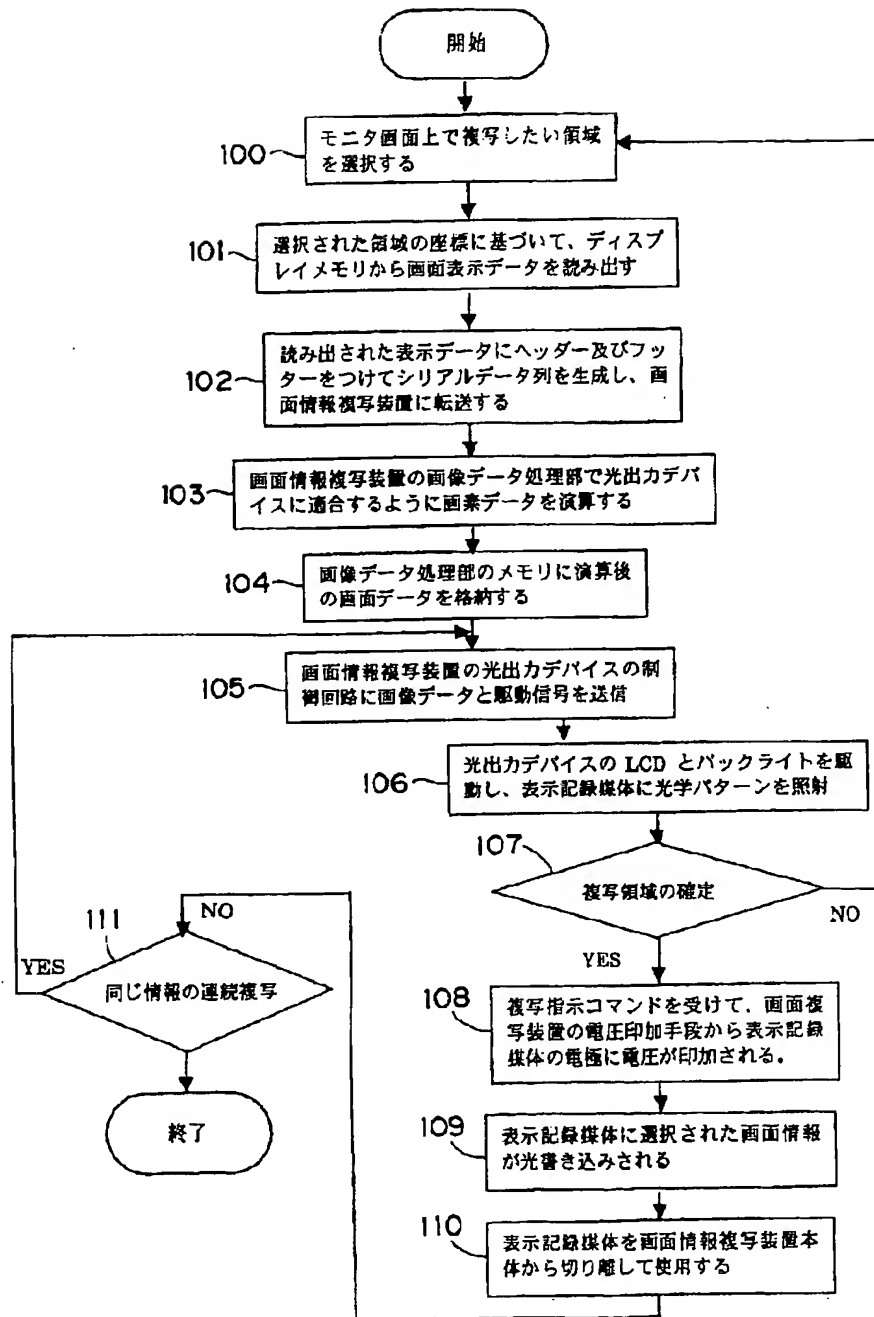 開始
100
モニタ画面上で複写したい領域
を選択する
101
選択された領域の座標に基づいて、ディスプ
レイメモリから画面表示データを読み出す
102
読み出された表示データにヘッダー及びフッ
ターをつけてシリアルデータ列を生成し、画
面情報複写装置に転送する
103
画面情報複写装置の画像データ処理部で光出力デバ
イスに適合するように画素データを演算する
104
画像データ処理部のメモリに演算後
の画面データを格納する
105
画面情報複写装置の光出力デバイスの制
御回路に画像データと駆動信号を送信
106
光出力デバイスの LCD とバックライトを駆
動し、表示記録媒体に光学パターンを照射
107
複写領域の確定
NO
YES
108
複写指示コマンドを受けて、画面複
写装置の電圧印加手段から表示記録
媒体の電極に電圧が印加される。
109
表示記録媒体に選択された画面情報
が光書き込みされる
110
表示記録媒体を画面情報複写装置本
体から切り離して使用する
111
NO
YES
同じ情報の連続複写
終了